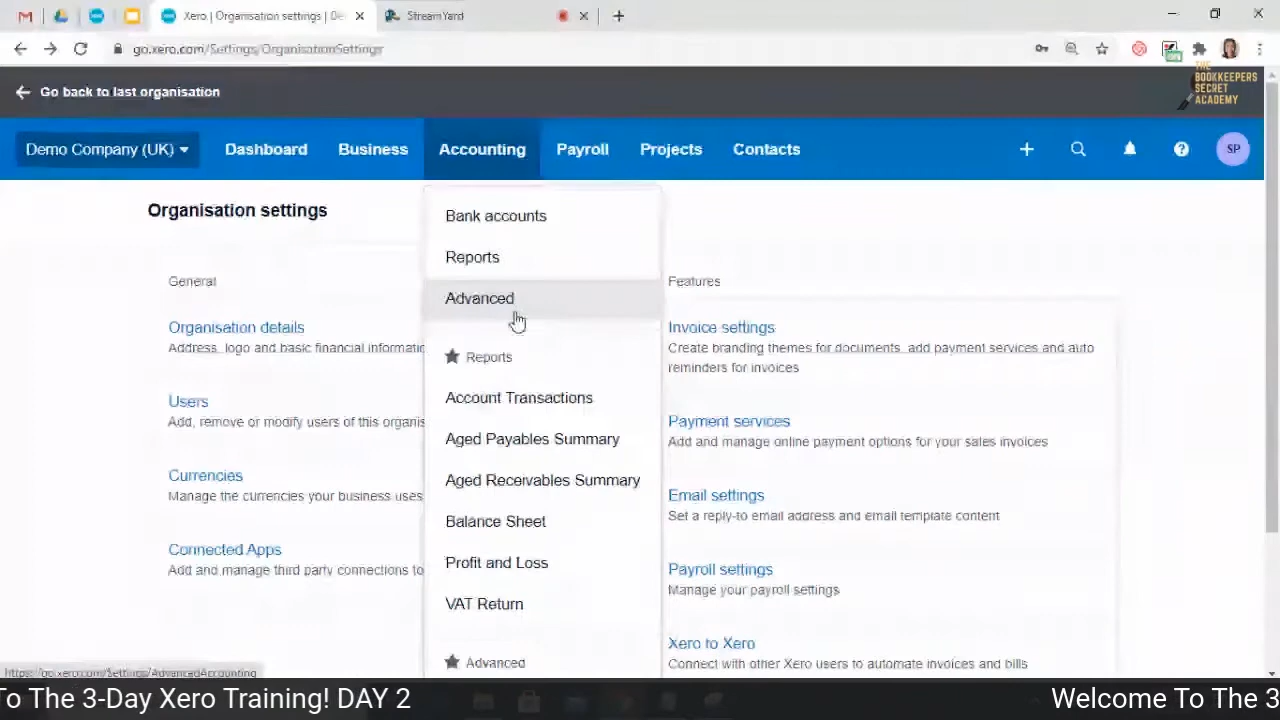 Xero | Organisation settings | De
StreamYard
go.xero.com/Settings/OrganisationSettings
THE
BOOKKEEPERS
SECRET
ACADEMY
Go back to last organisation
Demo Company (UK)
Dashboard
Business
Accounting
Payroll
Projects
Contacts
SP
Organisation settings
Bank accounts
Reports
Advanced
Reports
Account Transactions
Aged Payables Summary
Aged Receivables Summary
Balance Sheet
Profit and Loss
VAT Return
Advanced
General
Organisation details
Address, logo and basic financial informatic
Users
Add, remove or modify users of this organis
Currencies
Manage the currencies your business uses
Connected Apps
Add and manage third party connections to
Features
Invoice settings
Create branding themes for documents, add payment services and auto
reminders for invoices
Payment services
Add and manage online payment options for your sales invoices
Email settings
Set a reply-to email address and email template content
Payroll settings
Manage your payroll settings
Xero to Xero
Connect with other Xero users to automate invoices and bills
https://go.xero.com/Settings/AdvancedAccounting
To The 3-Day Xero Training! DAY 2
Welcome To The 3